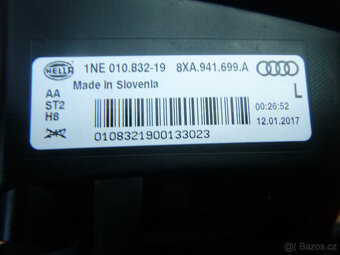 HELLA 1NE 010.832-19 8XA.941.699.A
Made in Slovenia
AA
ST2
H8
L
00:26:52
12.01.2017
0108321900133023
Bazoš.cz